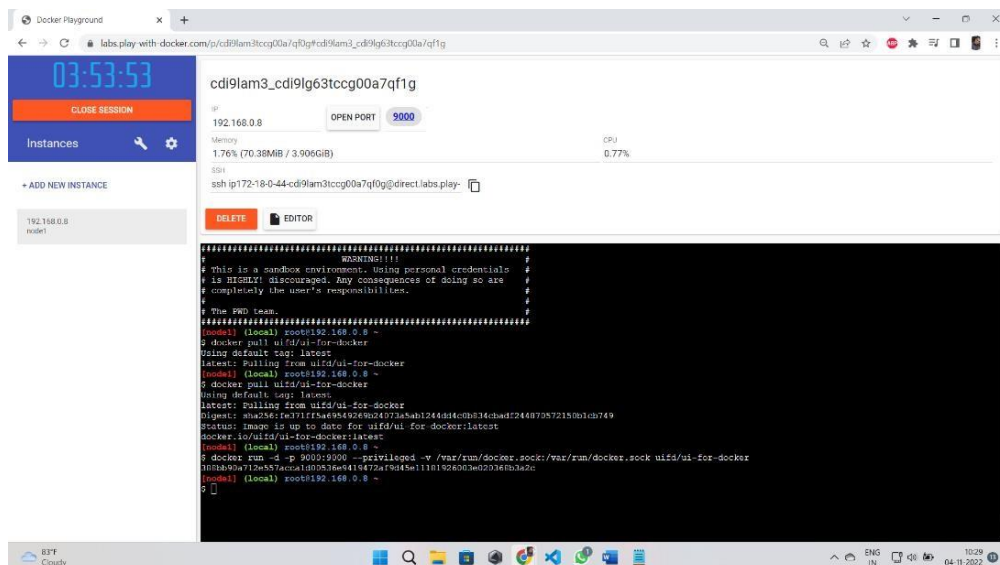 Docker Playground
labs.play-with-docker.com/p/cdi9lam3tccg00a7qf0g#cdi9lam3_cdi9lg63tccg00a7qf1g
03:53:53
CLOSE SESSION
Instances
+ ADD NEW INSTANCE
192.168.0.8
node1
cdi9lam3_cdi9lg63tccg00a7qf1g
IP
192.168.0.8
OPEN PORT
9000
Memory
1.76% (70.38MiB / 3.906GiB)
CPU
0.77%
SSH
ssh ip172-18-0-44-cdi9lam3tccg00a7qf0g@direct.labs.play-
DELETE
EDITOR
###############################################################
# WARNING!!!! #
# This is a sandbox environment. Using personal credentials #
# is HIGHLY! discouraged. Any consequences of doing so are #
# completely the user's responsibilites. #
# #
# The PWD team. #
###############################################################
[node1] (local) root@192.168.0.8 ~
$ docker pull uifd/ui-for-docker
Using default tag: latest
latest: Pulling from uifd/ui-for-docker
[node1] (local) root@192.168.0.8 ~
$ docker pull uifd/ui-for-docker
Using default tag: latest
latest: Pulling from uifd/ui-for-docker
Digest: sha256:fe371ff5a69549269b24073a5ab1244dd4c0b834cbadf244870572150b1cb749
Status: Image is up to date for uifd/ui-for-docker:latest
docker.io/uifd/ui-for-docker:latest
[node1] (local) root@192.168.0.8 ~
$ docker run -d -p 9000:9000 --privileged -v /var/run/docker.sock:/var/run/docker.sock uifd/ui-for-docker
[node1] (local) root@192.168.0.8 ~
$
83°F
Cloudy
ENG
IN
10:29
04-11-2022